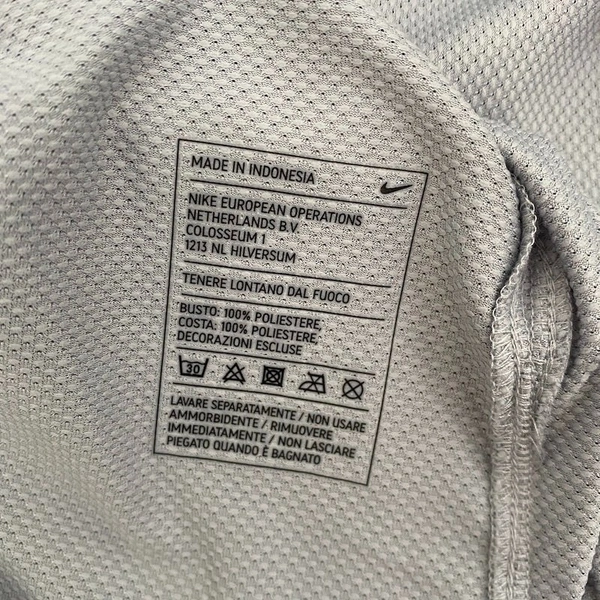 MADE IN INDONESIA
NIKE EUROPEAN OPERATIONS
NETHERLANDS B.V.
COLOSSEUM 1
1213 NL HILVERSUM
TENERE LONTANO DAL FUOCO
BUSTO: 100% POLIESTERE,
COSTA: 100% POLIESTERE,
DECORAZIONI ESCLUSE
30
LAVARE SEPARATAMENTE / NON USARE
AMMORBIDENTE / RIMUOVERE
IMMEDIATAMENTE / NON LASCIARE
PIEGATO QUANDO È BAGNATO